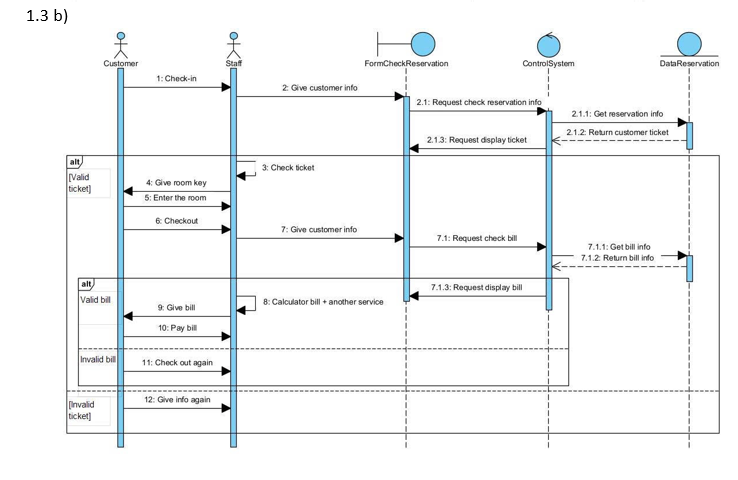 1.3 b)
Customer
Staff
FormCheckReservation
ControlSystem
DataReservation
1: Check-in
2: Give customer info
2.1: Request check reservation info
2.1.1: Get reservation info
2.1.2: Return customer ticket
2.1.3: Request display ticket
alt
[Valid
ticket]
3: Check ticket
4: Give room key
5: Enter the room
6: Checkout
7: Give customer info
7.1: Request check bill
7.1.1: Get bill info
7.1.2: Return bill info
alt
7.1.3: Request display bill
Valid bill
8: Calculator bill + another service
9: Give bill
10: Pay bill
Invalid bill
11: Check out again
[Invalid
ticket]
12: Give info again